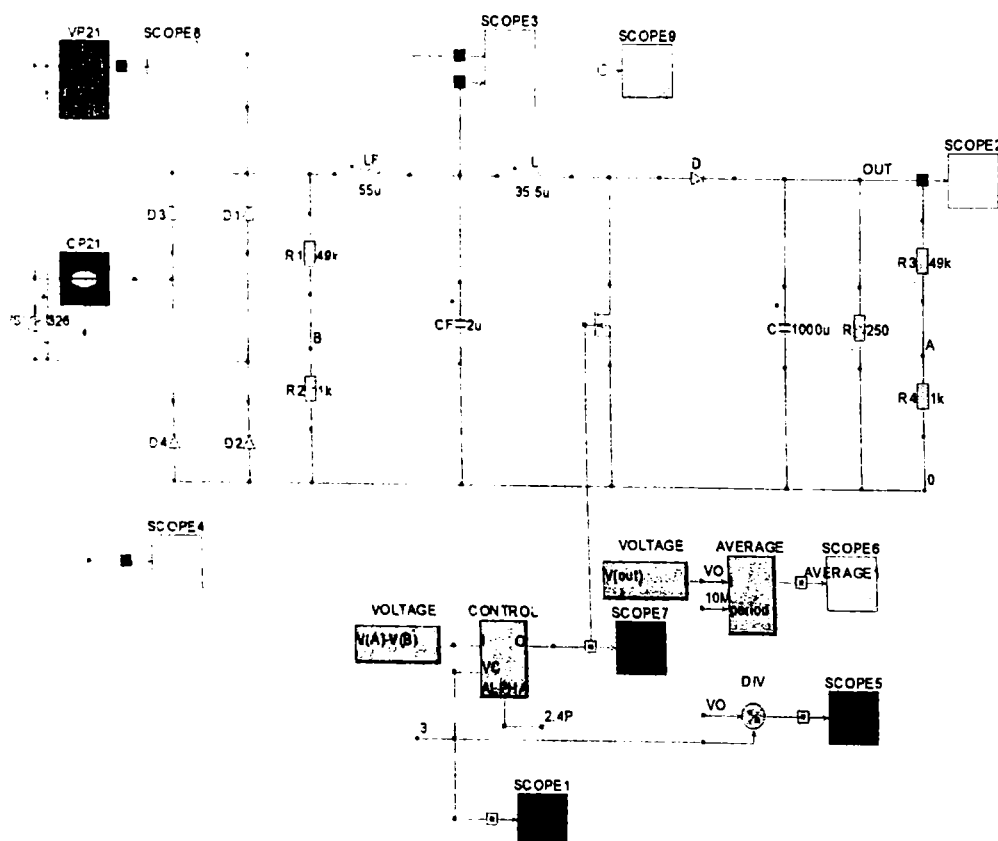 VP21
SCOPE8
SCOPE3
SCOPE9
SCOPE2
LF
55u
L
35.5u
D
OUT
D3
D1
CP21
R1
49k
R3
49k
326
B
CF
2u
C
1000u
R
250
A
R2
1k
R4
1k
D4
D2
0
SCOPE4
VOLTAGE
V(out)
VO
10M
AVERAGE
period
SCOPE6
AVERAGE1
VOLTAGE
V(A)-V(B)
CONTROL
I
O
VC
ALPHA
SCOPE7
2.4P
3
DIV
VO
SCOPE5
SCOPE1